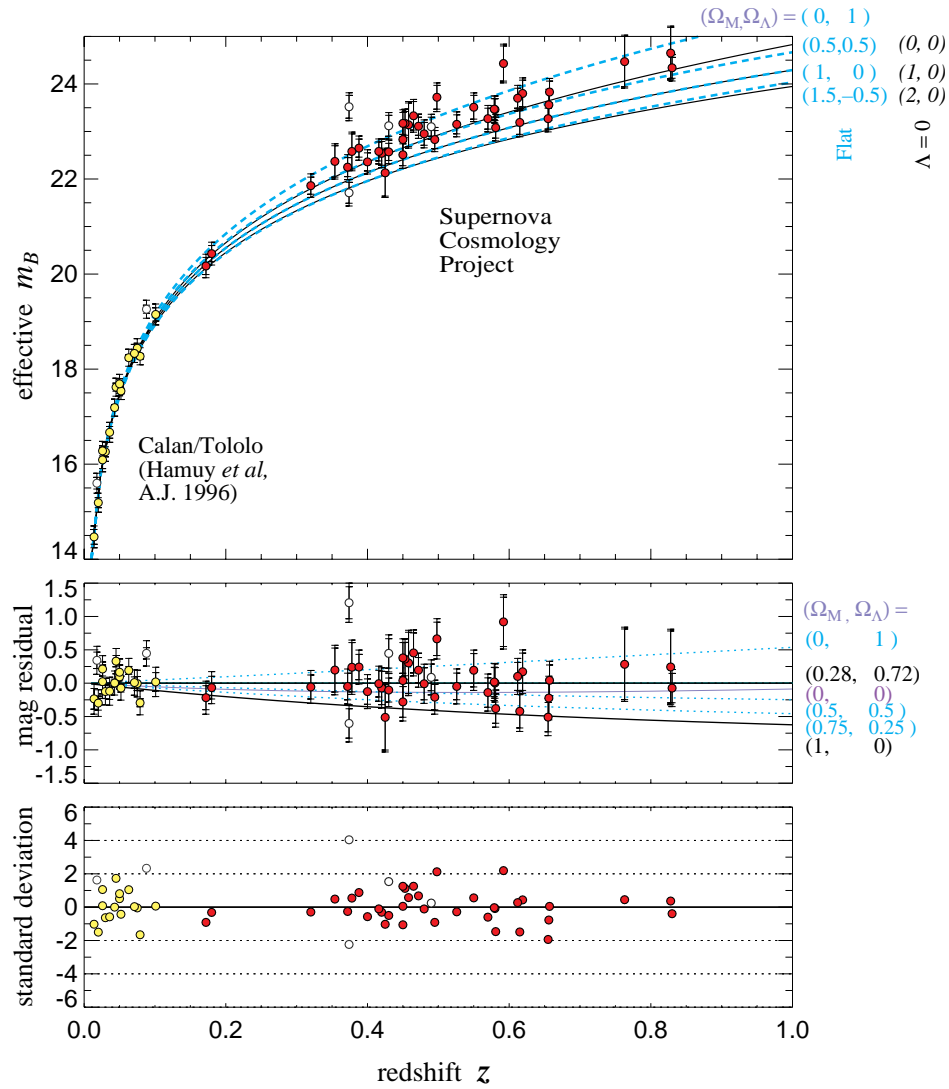 (Ω_M,Ω_Λ) = ( 0, 1 )
(0.5,0.5) (0, 0)
( 1, 0 ) (1, 0)
(1.5,−0.5) (2, 0)
Flat
Λ = 0
24
22
20
18
16
14
effective m_B
Supernova
Cosmology
Project
Calan/Tololo
(Hamuy et al,
A.J. 1996)
1.5
1.0
0.5
0.0
-0.5
-1.0
-1.5
mag residual
(Ω_M , Ω_Λ) =
(0, 1)
(0.28, 0.72)
(0, 0)
(0.5, 0.5 )
(0.75, 0.25 )
(1, 0)
6
4
2
0
-2
-4
-6
standard deviation
0.0 0.2 0.4 0.6 0.8 1.0
redshift z